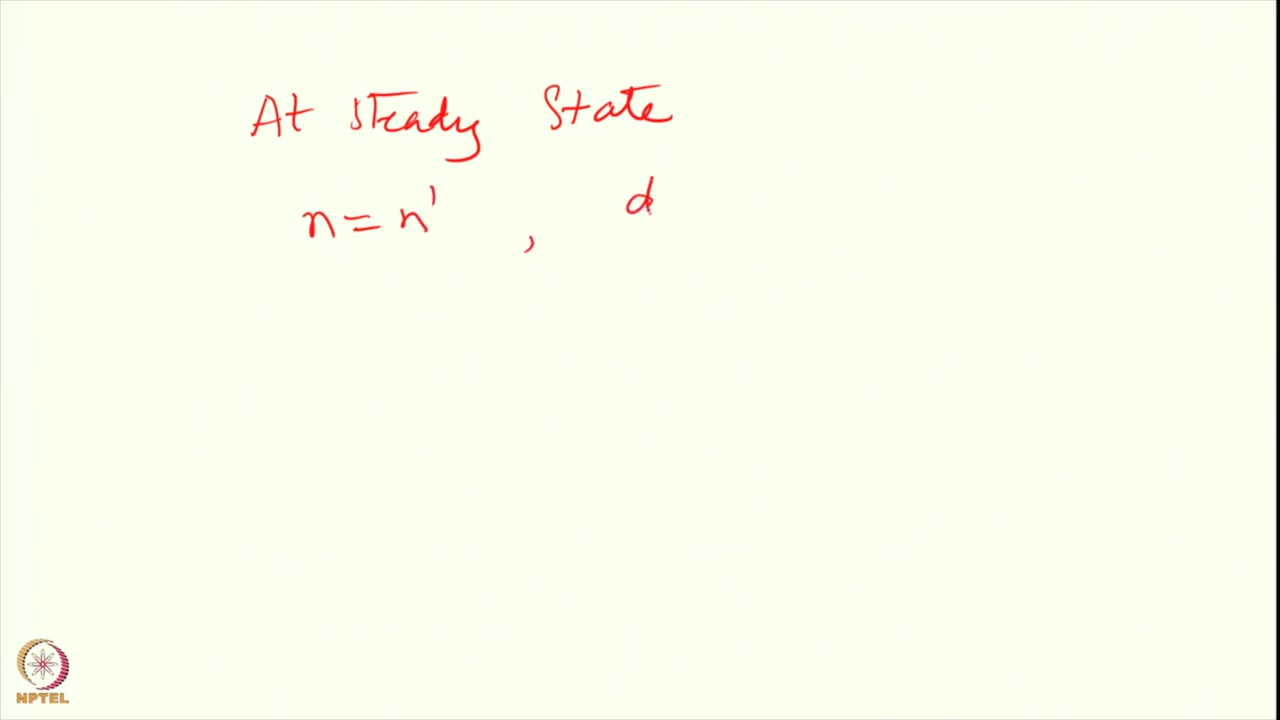 At steady State
n = n' , d
NPTEL